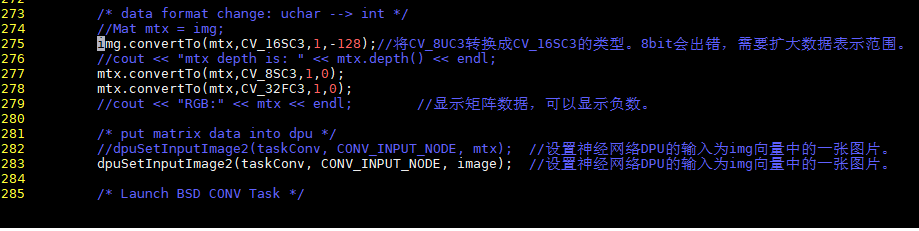 273 /* data format change: uchar --> int */
274 //Mat mtx = img;
275 img.convertTo(mtx,CV_16SC3,1,-128);//将CV_8UC3转换成CV_16SC3的类型。8bit会出错，需要扩大数据表示范围。
276 //cout << "mtx depth is: " << mtx.depth() << endl;
277 mtx.convertTo(mtx,CV_8SC3,1,0);
278 mtx.convertTo(mtx,CV_32FC3,1,0);
279 //cout << "RGB:" << mtx << endl; //显示矩阵数据，可以显示负数。
280
281 /* put matrix data into dpu */
282 //dpuSetInputImage2(taskConv, CONV_INPUT_NODE, mtx); //设置神经网络DPU的输入为img向量中的一张图片。
283 dpuSetInputImage2(taskConv, CONV_INPUT_NODE, image); //设置神经网络DPU的输入为img向量中的一张图片。
284
285 /* Launch BSD CONV Task */